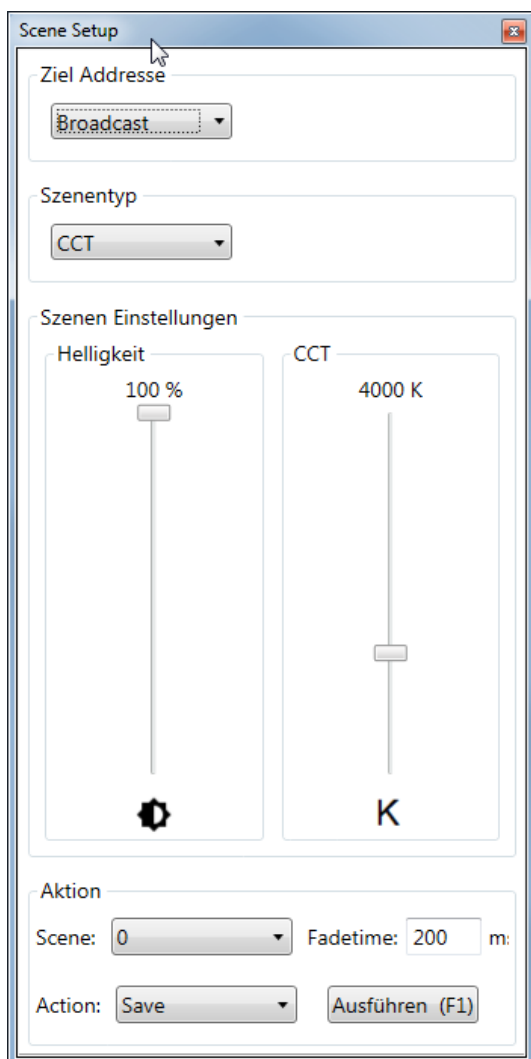 Scene Setup
Ziel Addresse
Broadcast
Szenentyp
CCT
Szenen Einstellungen
Helligkeit
CCT
100 %
4000 K
K
Aktion
Scene: 0 Fadetime: 200
Action: Save Ausführen (F1)